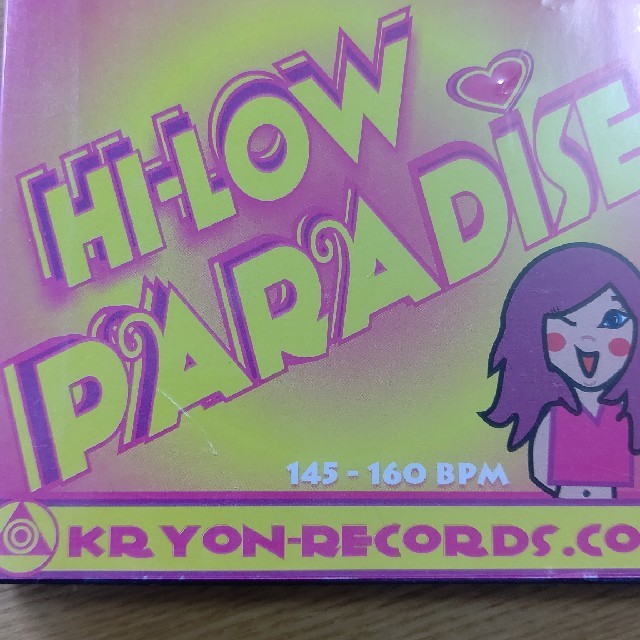 HI-LOW
PARADISE
145 - 160 BPM
KRYON-RECORDS.CO